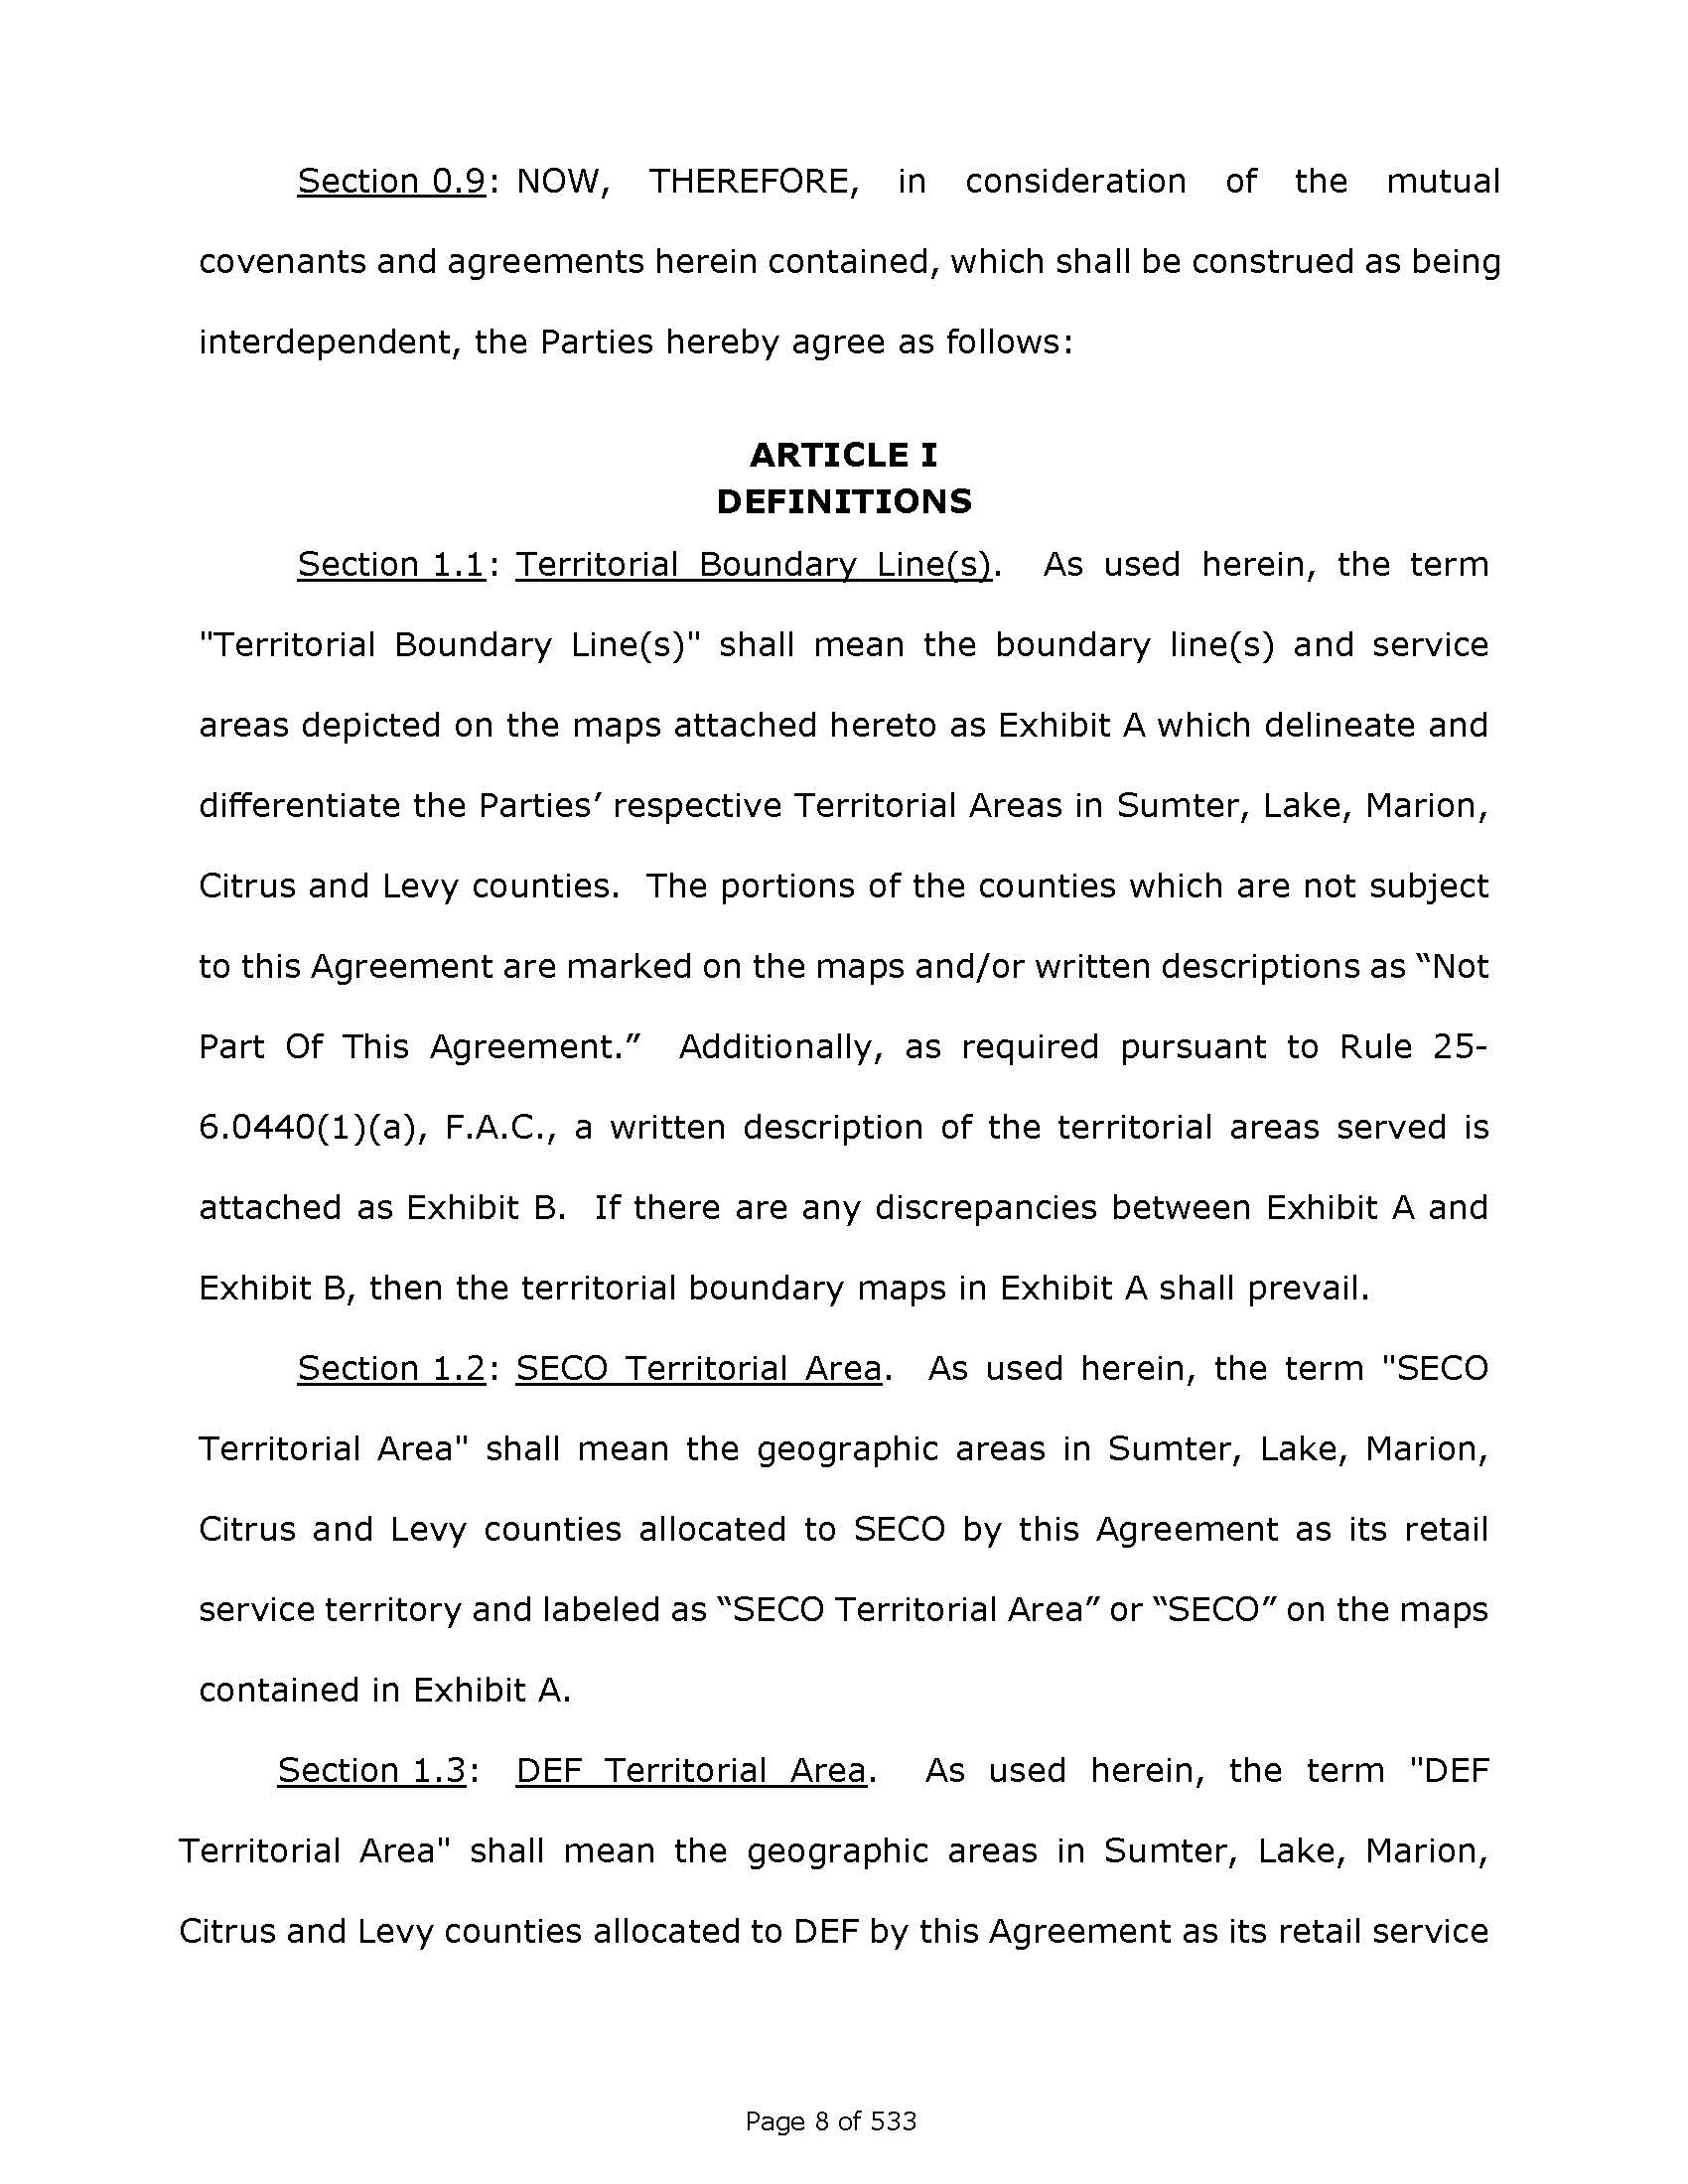 Section 0.9: NOW, THEREFORE, in consideration of the mutual
covenants and agreements herein contained, which shall be construed as being
interdependent, the Parties hereby agree as follows:
ARTICLE I
DEFINITIONS
Section 1.1: Territorial Boundary Line(s). As used herein, the term
"Territorial Boundary Line(s)" shall mean the boundary line(s) and service
areas depicted on the maps attached hereto as Exhibit A which delineate and
differentiate the Parties’ respective Territorial Areas in Sumter, Lake, Marion,
Citrus and Levy counties. The portions of the counties which are not subject
to this Agreement are marked on the maps and/or written descriptions as “Not
Part Of This Agreement.” Additionally, as required pursuant to Rule 25-
6.0440(1)(a), F.A.C., a written description of the territorial areas served is
attached as Exhibit B. If there are any discrepancies between Exhibit A and
Exhibit B, then the territorial boundary maps in Exhibit A shall prevail.
Section 1.2: SECO Territorial Area. As used herein, the term "SECO
Territorial Area" shall mean the geographic areas in Sumter, Lake, Marion,
Citrus and Levy counties allocated to SECO by this Agreement as its retail
service territory and labeled as “SECO Territorial Area” or “SECO” on the maps
contained in Exhibit A.
Section 1.3: DEF Territorial Area. As used herein, the term "DEF
Territorial Area" shall mean the geographic areas in Sumter, Lake, Marion,
Citrus and Levy counties allocated to DEF by this Agreement as its retail service
Page 8 of 533